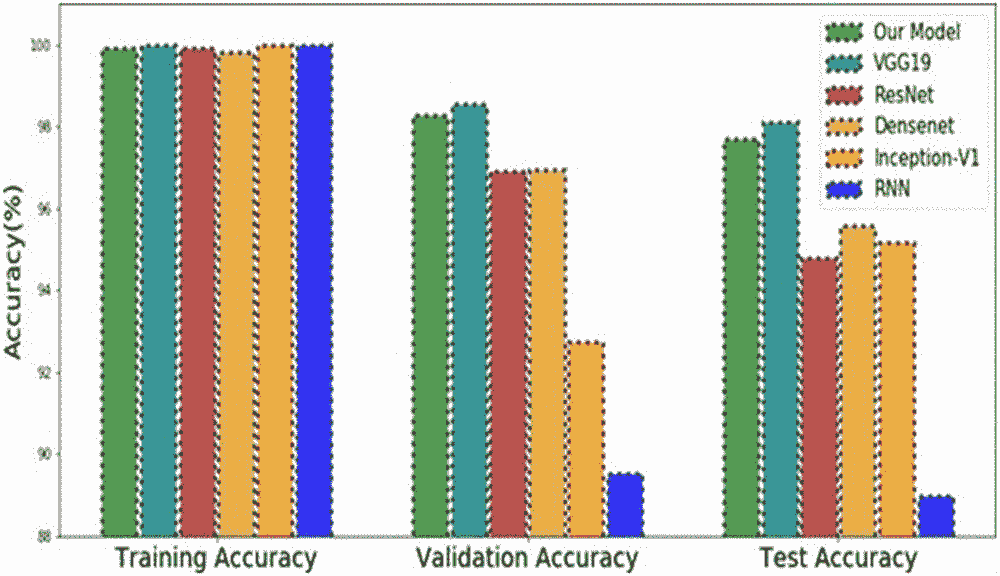 Accuracy(%)
100
98
96
94
92
90
88
Our Model
VGG19
ResNet
Densenet
Inception-V1
RNN
Training Accuracy
Validation Accuracy
Test Accuracy